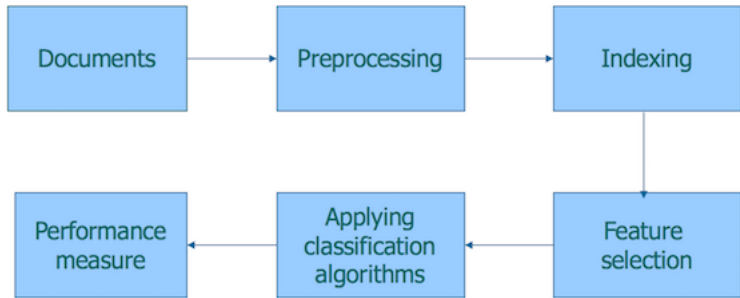 Documents
Preprocessing
Indexing
Feature
selection
Applying
classification
algorithms
Performance
measure